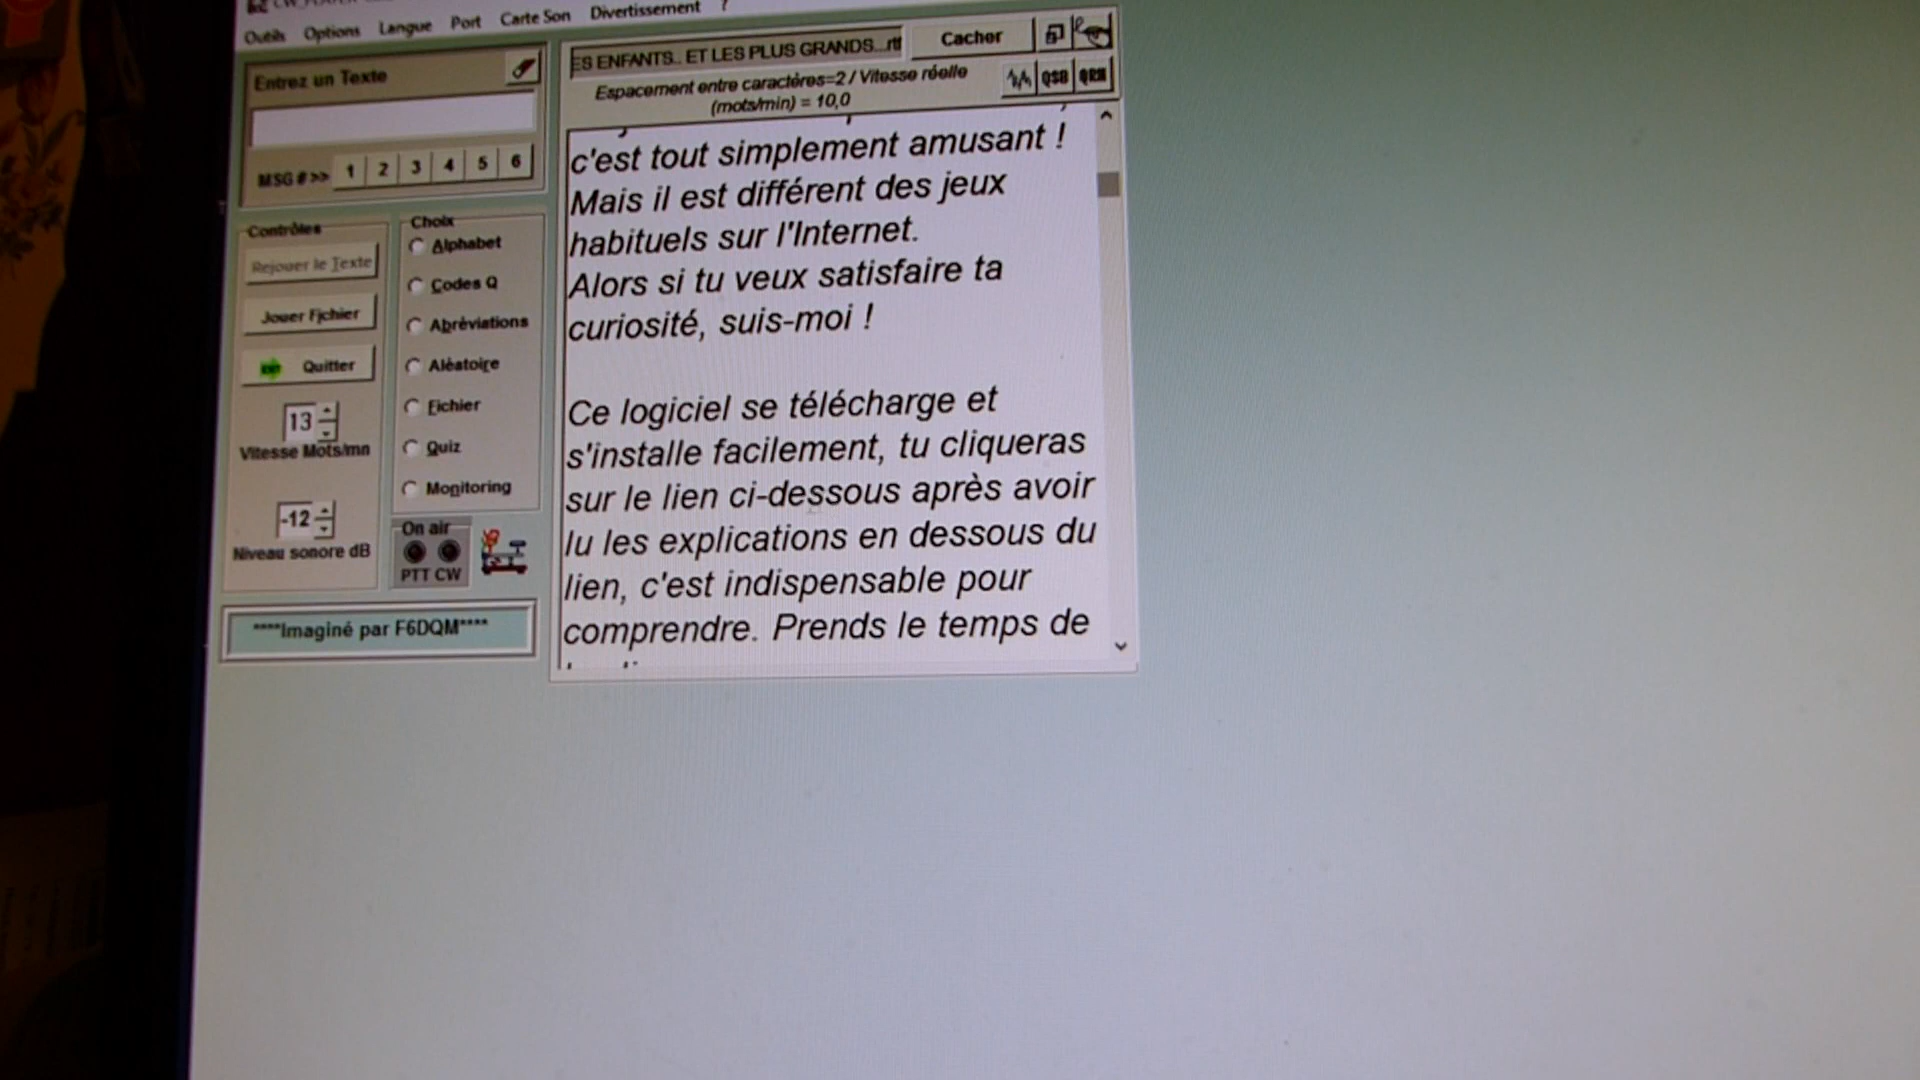 CW_PLAYER
Outils Options Langue Port Carte Son Divertissement ?
Entrez un Texte
MSG # >> 1 2 3 4 5 6
Contrôles
Rejouer le Texte
Jouer Fichier
Quitter
13
Vitesse Mots/mn
-12
Niveau sonore dB
Choix
Alphabet
Codes Q
Abréviations
Aléatoire
Fichier
Quiz
Monitoring
On air
PTT CW
****Imaginé par F6DQM****
ES ENFANTS.. ET LES PLUS GRANDS...rtf
Cacher
Espacement entre caractères=2 / Vitesse réelle
(mots/min) = 10,0
QSB QRM
c'est tout simplement amusant !
Mais il est différent des jeux
habituels sur l'Internet.
Alors si tu veux satisfaire ta
curiosité, suis-moi !
Ce logiciel se télécharge et
s'installe facilement, tu cliqueras
sur le lien ci-dessous après avoir
lu les explications en dessous du
lien, c'est indispensable pour
comprendre. Prends le temps de